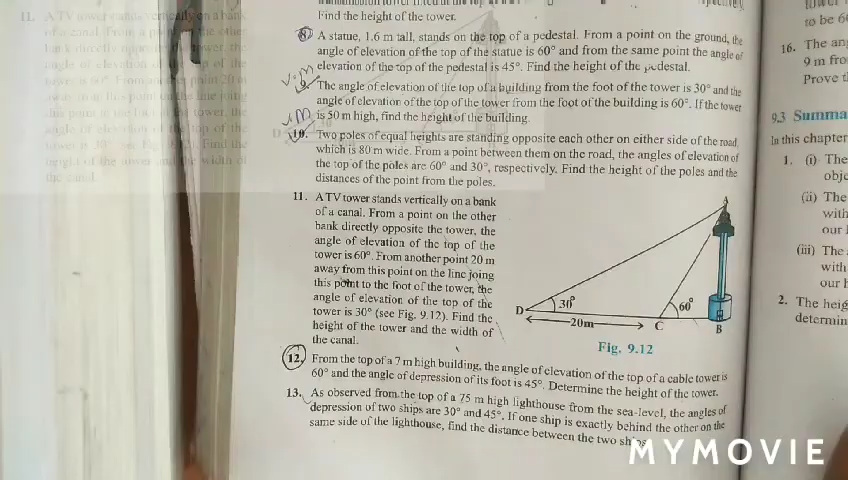 Find the height of the tower.
8. A statue, 1.6 m tall, stands on the top of a pedestal. From a point on the ground, the
angle of elevation of the top of the statue is 60° and from the same point the angle of
elevation of the top of the pedestal is 45°. Find the height of the pedestal.
9. The angle of elevation of the top of a building from the foot of the tower is 30° and the
angle of elevation of the top of the tower from the foot of the building is 60°. If the tower
is 50 m high, find the height of the building.
10. Two poles of equal heights are standing opposite each other on either side of the road,
which is 80 m wide. From a point between them on the road, the angles of elevation of
the top of the poles are 60° and 30°, respectively. Find the height of the poles and the
distances of the point from the poles.
11. A TV tower stands vertically on a bank
of a canal. From a point on the other
bank directly opposite the tower, the
angle of elevation of the top of the
tower is 60°. From another point 20 m
away from this point on the line joing
this point to the foot of the tower, the
angle of elevation of the top of the
tower is 30° (see Fig. 9.12). Find the
height of the tower and the width of
the canal.
A
D
30°
60°
20m
C
B
Fig. 9.12
12. From the top of a 7 m high building, the angle of elevation of the top of a cable tower is
60° and the angle of depression of its foot is 45°. Determine the height of the tower.
13. As observed from the top of a 75 m high lighthouse from the sea-level, the angles of
depression of two ships are 30° and 45°. If one ship is exactly behind the other on the
same side of the lighthouse, find the distance between the two ships
to be
16. The
9 m
Prove
9.3
In this chapter
1. (i) The
(ii) The
with
our
(iii) The
with
our
2. The
MYMOVIE